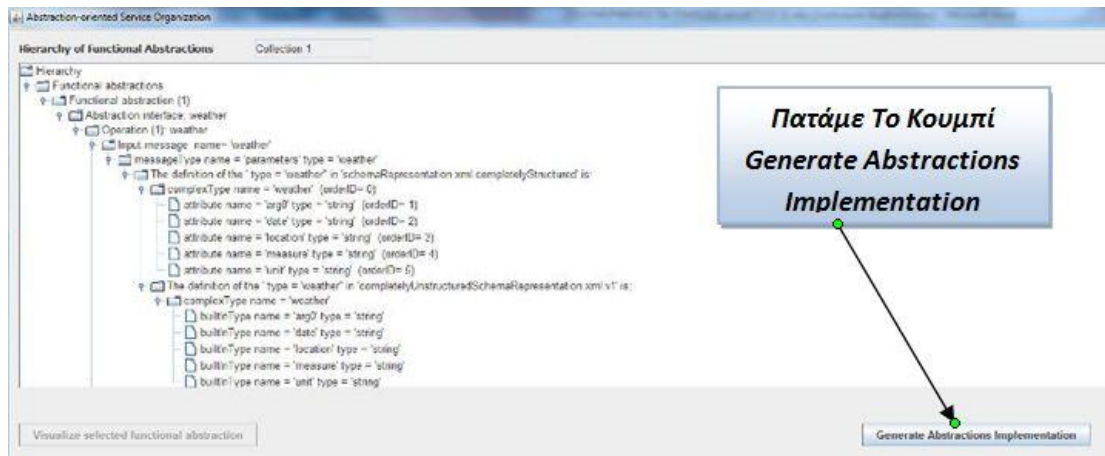 Abstraction-oriented Service Organization
Hierarchy of Functional Abstractions Collection 1
Hierarchy
Functional abstractions
Functional abstraction (1)
Abstraction interface: weather
Operation (1): weather
Input message name= 'weather'
messageType name = 'parameters' type = 'weather'
The definition of the ' type = 'weather'' in 'schemaRepresentation.xml.completelyStructured' is:
complexType name = 'weather' (orderID= 0)
attribute name = 'arg0' type = 'string' (orderID= 1)
attribute name = 'date' type = 'string' (orderID= 2)
attribute name = 'location' type = 'string' (orderID= 3)
attribute name = 'measure' type = 'string' (orderID= 4)
attribute name = 'unit' type = 'string' (orderID= 5)
The definition of the ' type = 'weather'' in 'completelyUnstructuredSchemaRepresentation.xml.v1' is:
complexType name = 'weather'
builtinType name = 'arg0' type = 'string'
builtinType name = 'date' type = 'string'
builtinType name = 'location' type = 'string'
builtinType name = 'measure' type = 'string'
builtinType name = 'unit' type = 'string'
Πατάμε Το Κουμπί
Generate Abstractions
Implementation
Visualize selected functional abstraction
Generate Abstractions Implementation